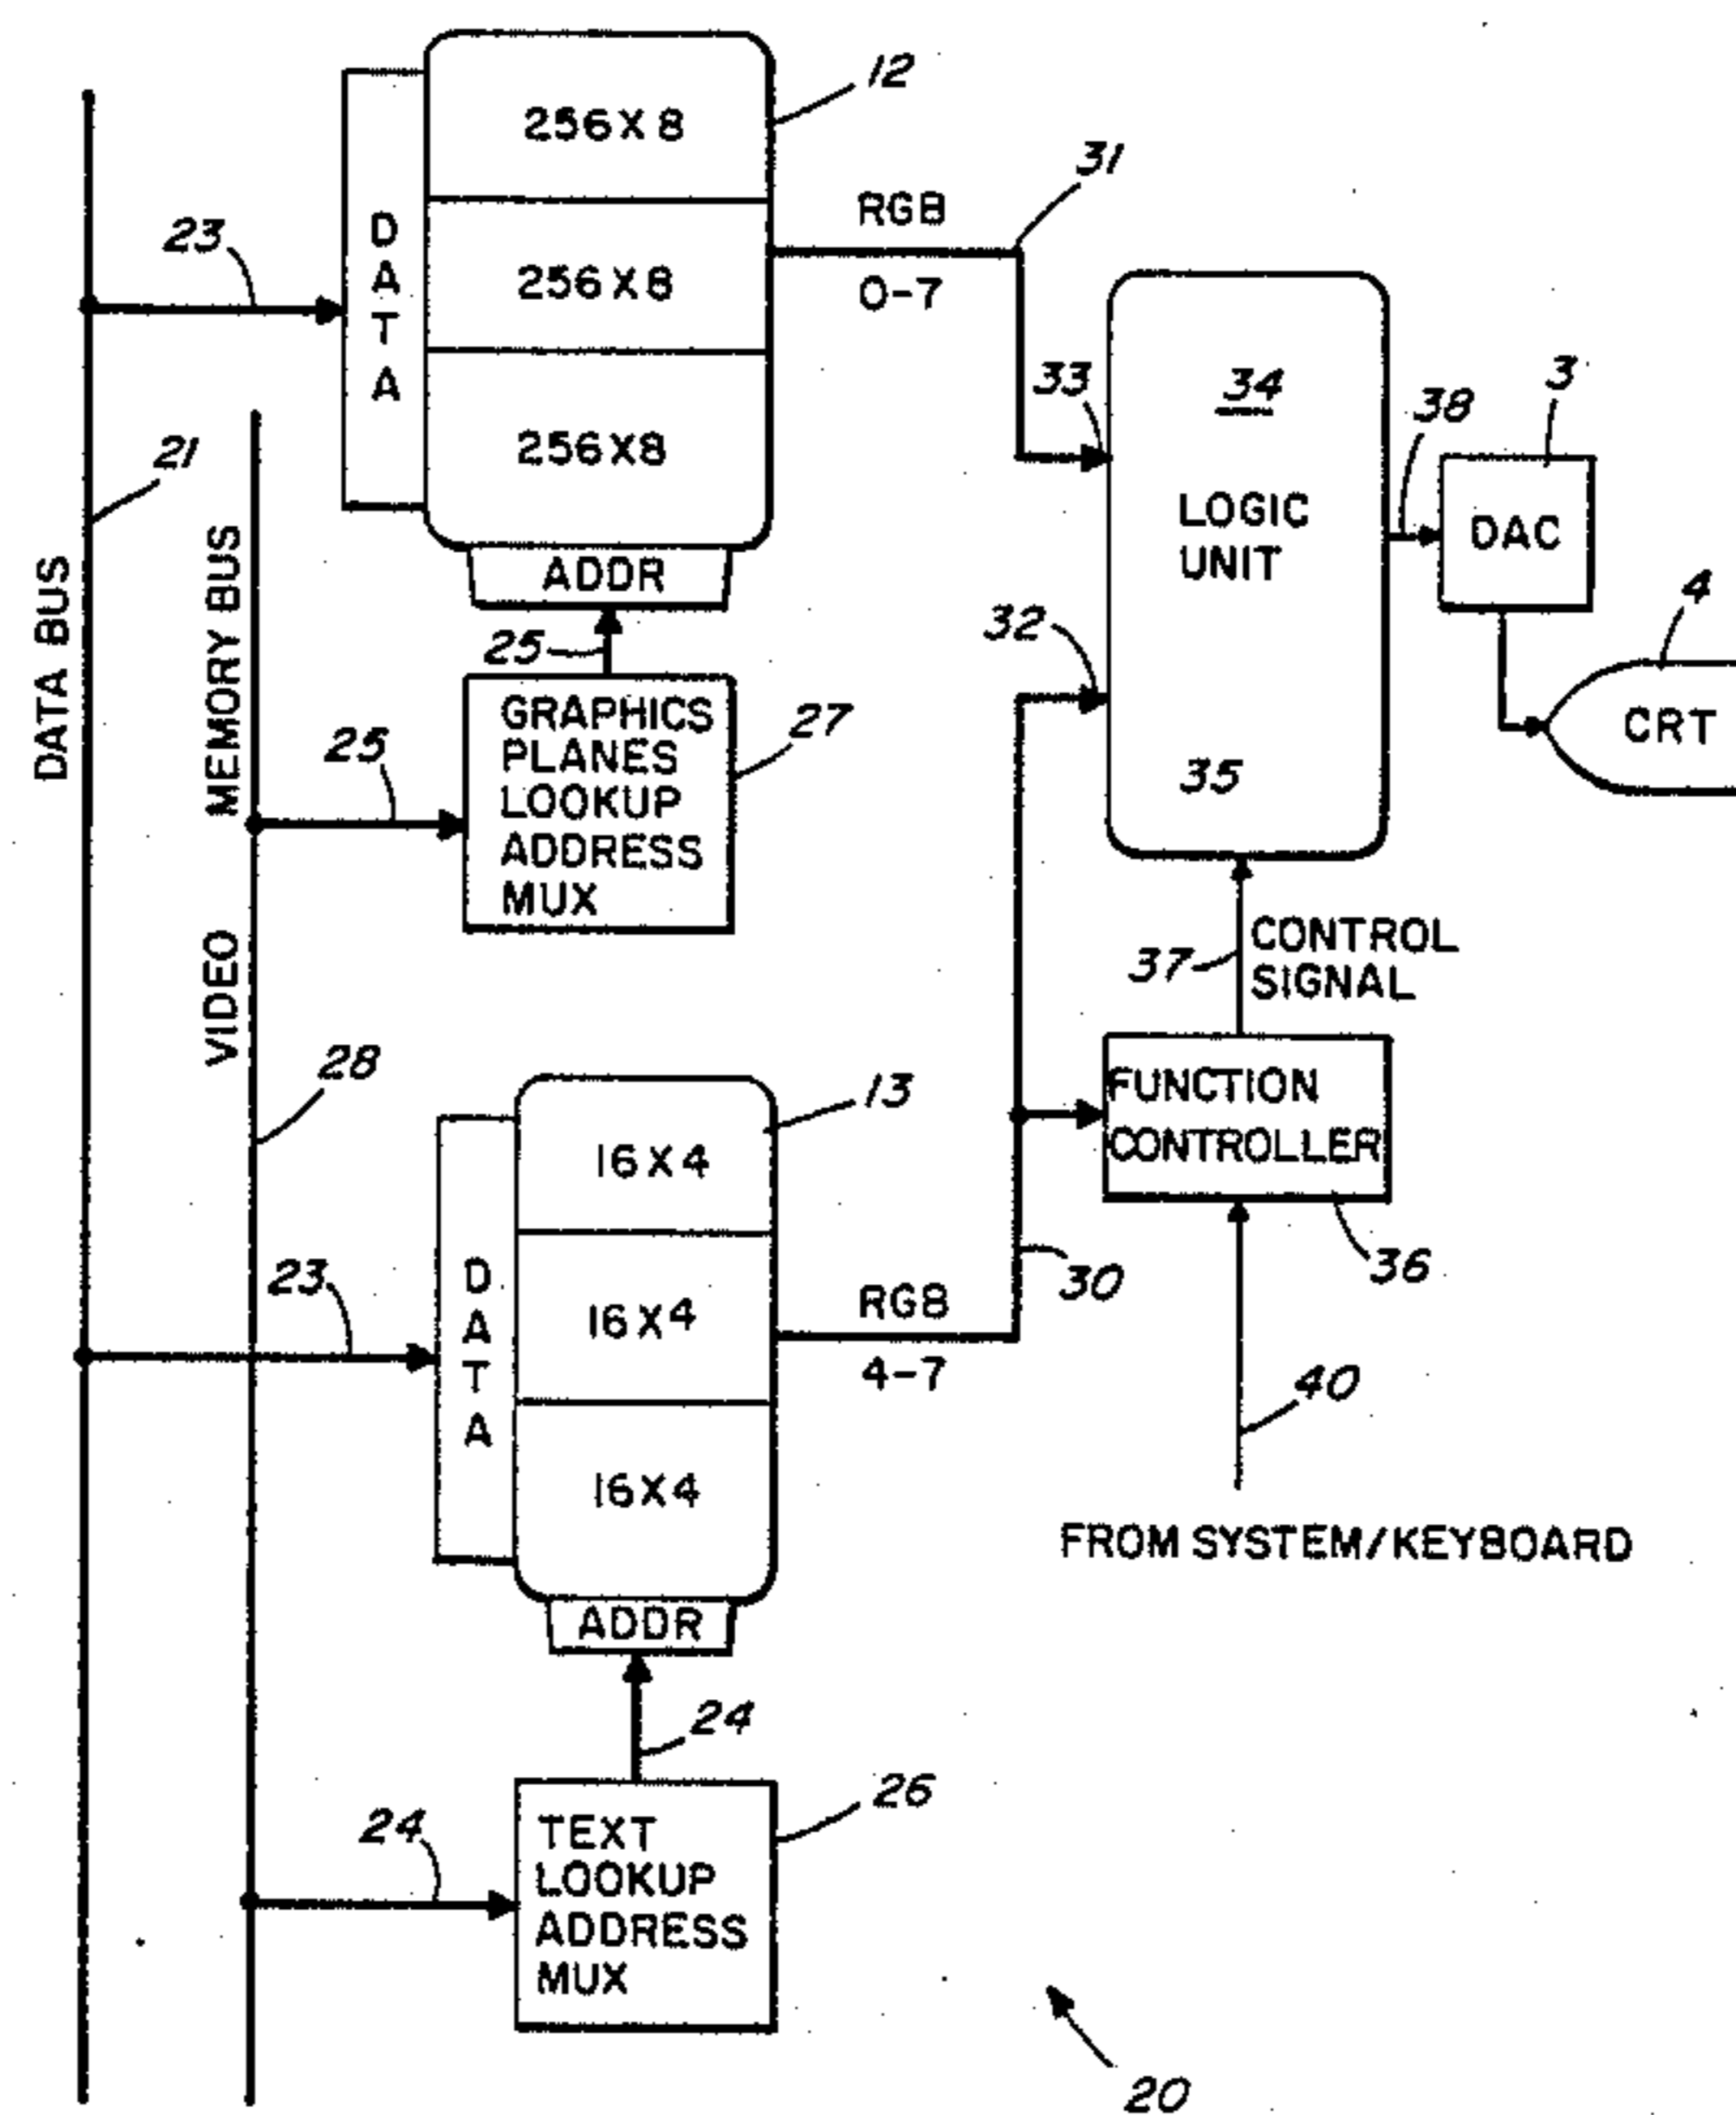 12
256X8
31
RGB
23
DATA
256X8
0-7
3
33
34
38
21
256X8
LOGIC
UNIT
DAC
ADDR
4
32
25
DATA BUS
VIDEO MEMORY BUS
GRAPHICS
PLANES
LOOKUP
ADDRESS
MUX
27
CRT
25
35
CONTROL
SIGNAL
37
28
13
FUNCTION
CONTROLLER
16X4
23
DATA
36
30
RGB
16X4
4-7
40
16X4
FROM SYSTEM/KEYBOARD
ADDR
24
26
24
TEXT
LOOKUP
ADDRESS
MUX
20